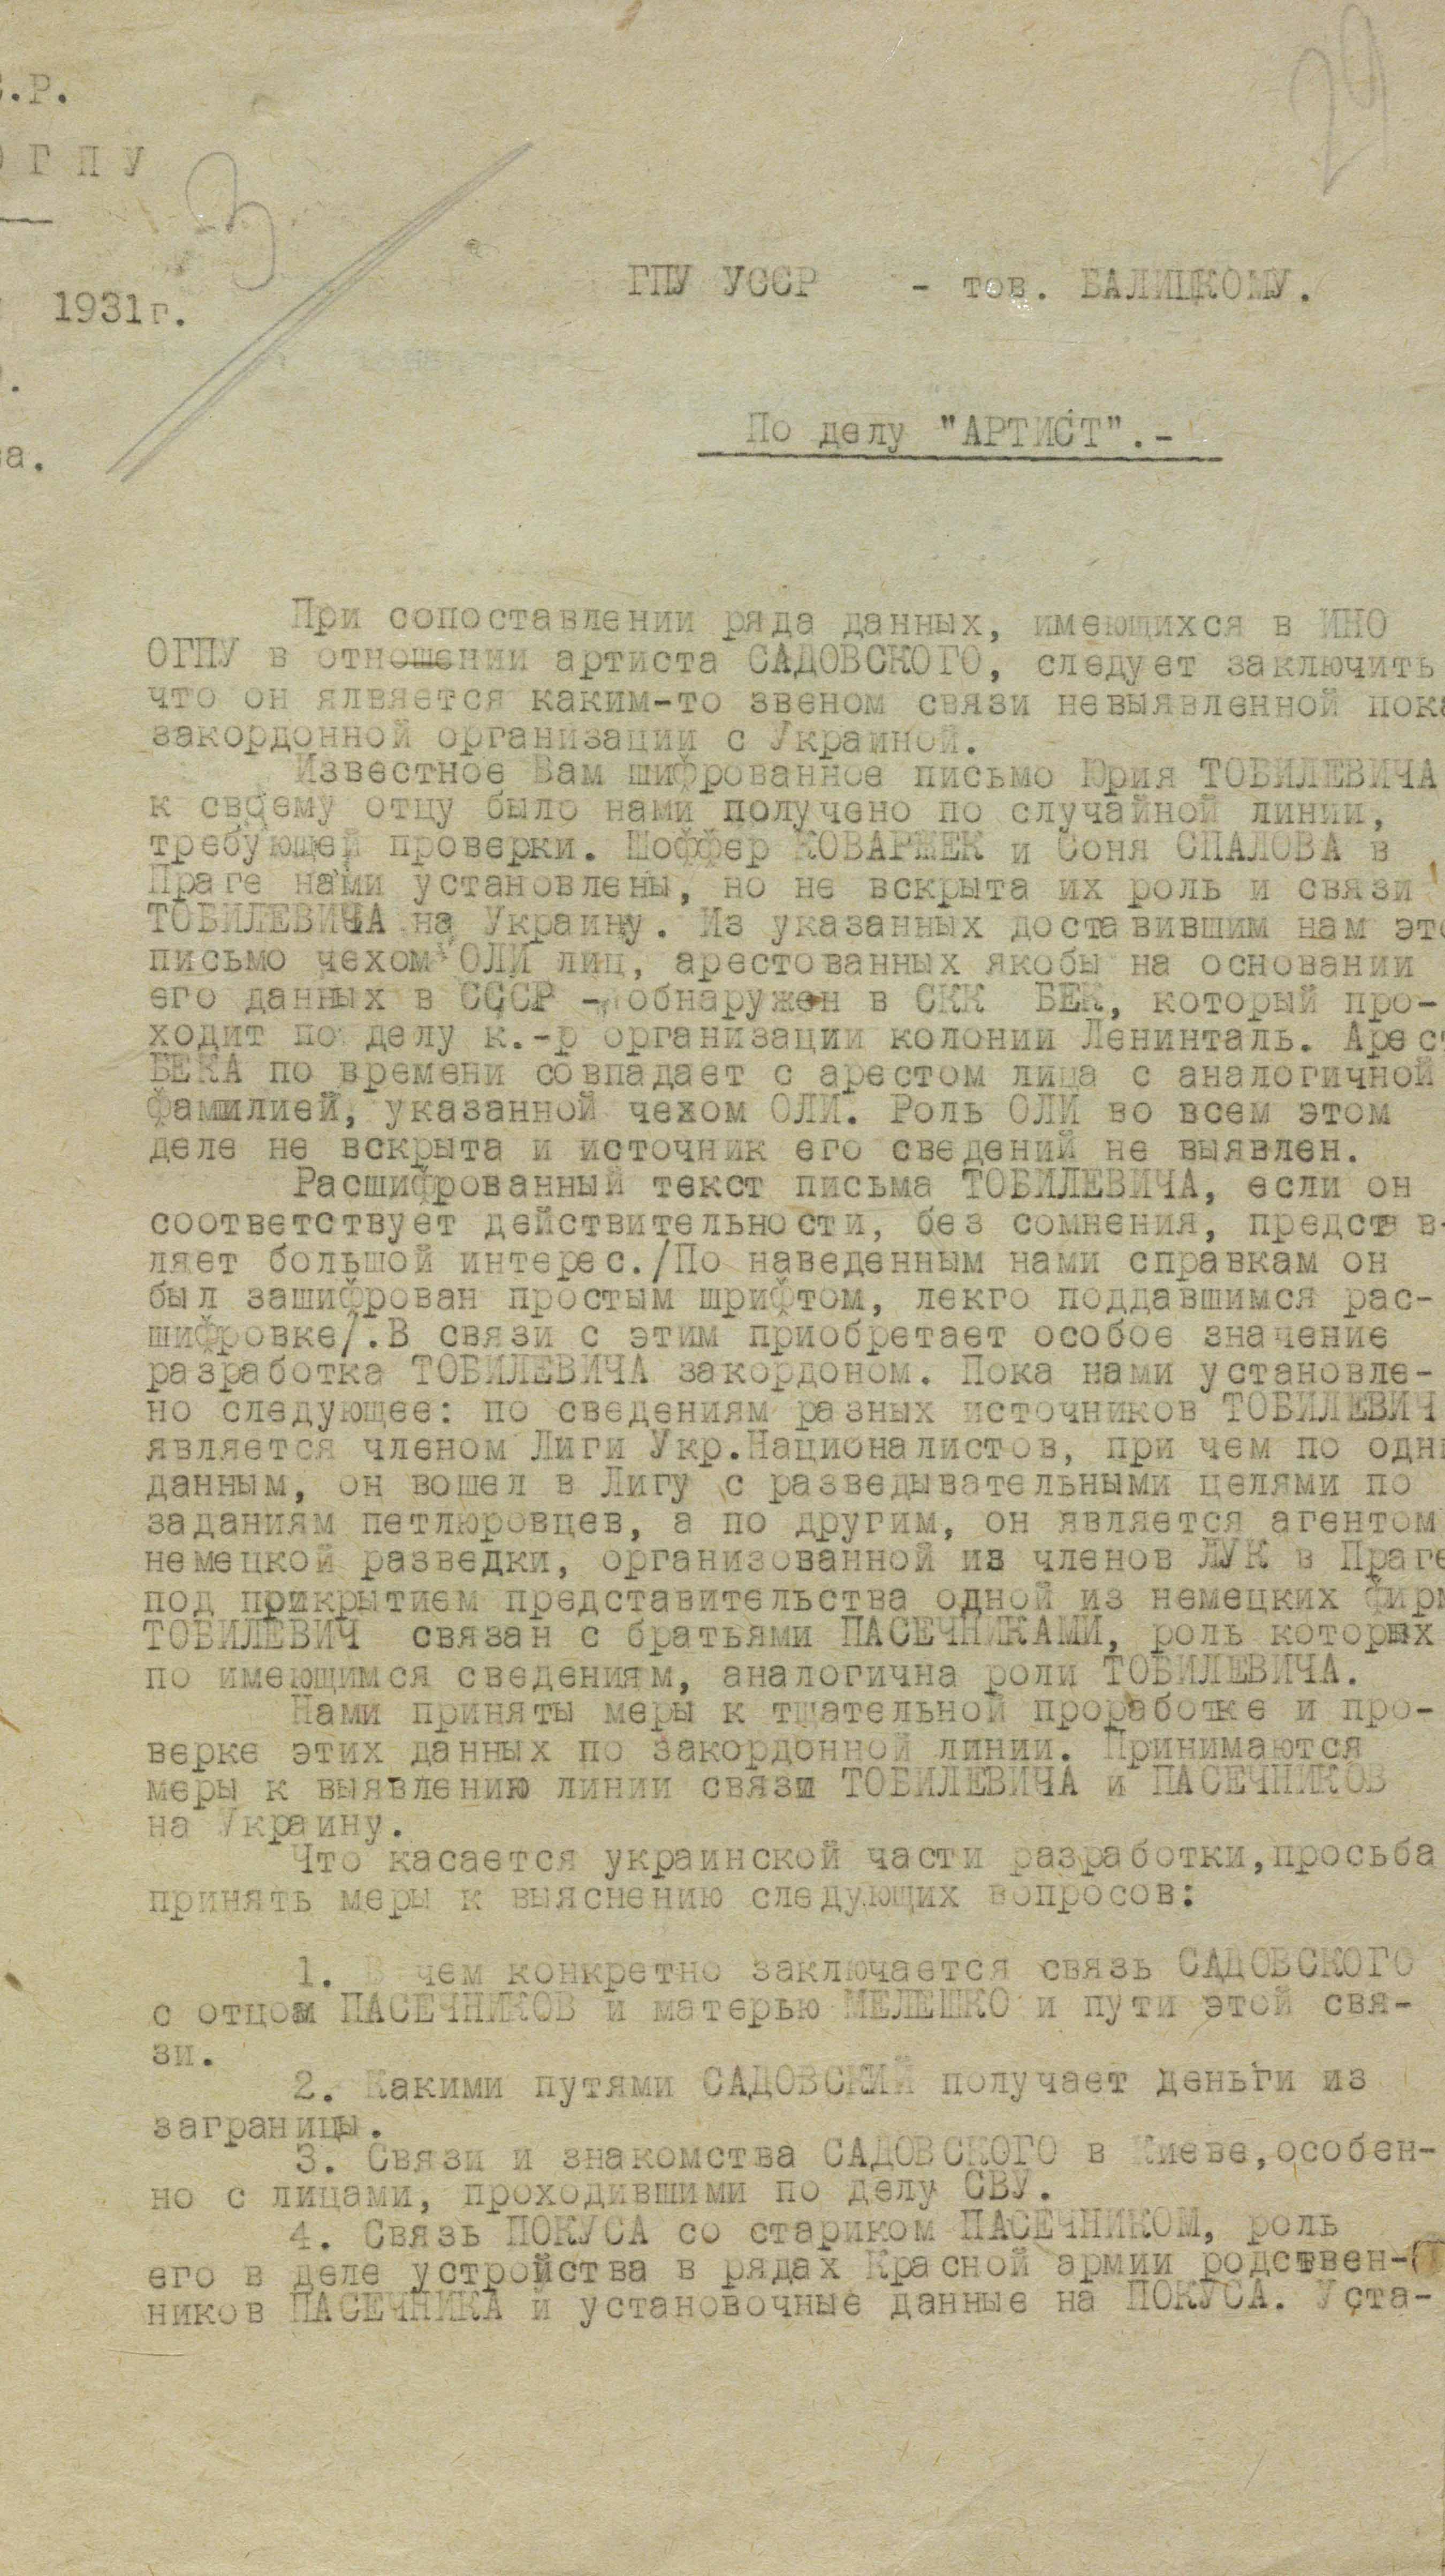 .Р.
О Г П У
3
29
1931г.
ГПУ УССР - тов. БАЛИЦКОМУ.
.
ва.
По делу "АРТИСТ".-
При сопоставлении ряда данных, имеющихся в ИНО
ОГПУ в отношении артиста САДОВСКОГО, следует заключить
что он ялвяется каким-то звеном связи невыявленной пока
закордонной организации с Украиной.
Известное Вам шифрованное письмо Юрия ТОБИЛЕВИЧА
к своему отцу было нами получено по случайной линии,
требующей проверки. Шоффер КОВАРЖЕК и Соня СПАЛОВА в
Праге нами установлены, но не вскрыта их роль и связи
ТОБИЛЕВИЧА на Украину. Из указанных доставившим нам это
письмо чехом ОЛИ лиц, арестованных якобы на основании
его данных в СССР - обнаружен в СКК БЕК, который про-
ходит по делу к.-р организации колонии Ленинталь. Арест
БЕКА по времени совпадает с арестом лица с аналогичной
фамилией, указанной чехом ОЛИ. Роль ОЛИ во всем этом
деле не вскрыта и источник его сведений не выявлен.
Расшифрованный текст письма ТОБИЛЕВИЧА, если он
соответствует действительности, без сомнения, представ-
ляет большой интерес./По наведенным нами справкам он
был зашифрован простым шрифтом, лекго поддавшимся рас-
шифровке/.В связи с этим приобретает особое значение
разработка ТОБИЛЕВИЧА закордоном. Пока нами установле-
но следующее: по сведениям разных источников ТОБИЛЕВИЧ
является членом Лиги Укр.Националистов, при чем по одни
данным, он вошел в Лигу с разведывательными целями по
заданиям петлюровцев, а по другим, он является агентом
немецкой разведки, организованной из членов ЛУК в Праге
под прикрытием представительства одной из немецких фирм
ТОБИЛЕВИЧ связан с братьями ПАСЕЧНИКАМИ, роль которых
по имеющимся сведениям, аналогична роли ТОБИЛЕВИЧА.
Нами приняты меры к тщательной проработке и про-
верке этих данных по закордонной линии. Принимаются
меры к выявлению линии связи ТОБИЛЕВИЧА и ПАСЕЧНИКОВ
на Украину.
Что касается украинской части разработки,просьба
принять меры к выяснению следующих вопросов:
1. В чем конкретно заключается связь САДОВСКОГО
с отцом ПАСЕЧНИКОВ и матерью МЕЛЕШКО и пути этой свя-
зи.
2. Какими путями САДОВСКИЙ получает деньги из
заграницы.
3. Связи и знакомства САДОВСКОГО в Киеве,особен-
но с лицами, проходившими по делу СВУ.
4. Связь ПОКУСА со стариком ПАСЕЧНИКОМ, роль
его в деле устройства в рядах Красной армии родствен-
ников ПАСЕЧНИКА и установочные данные на ПОКУСА. Уста-